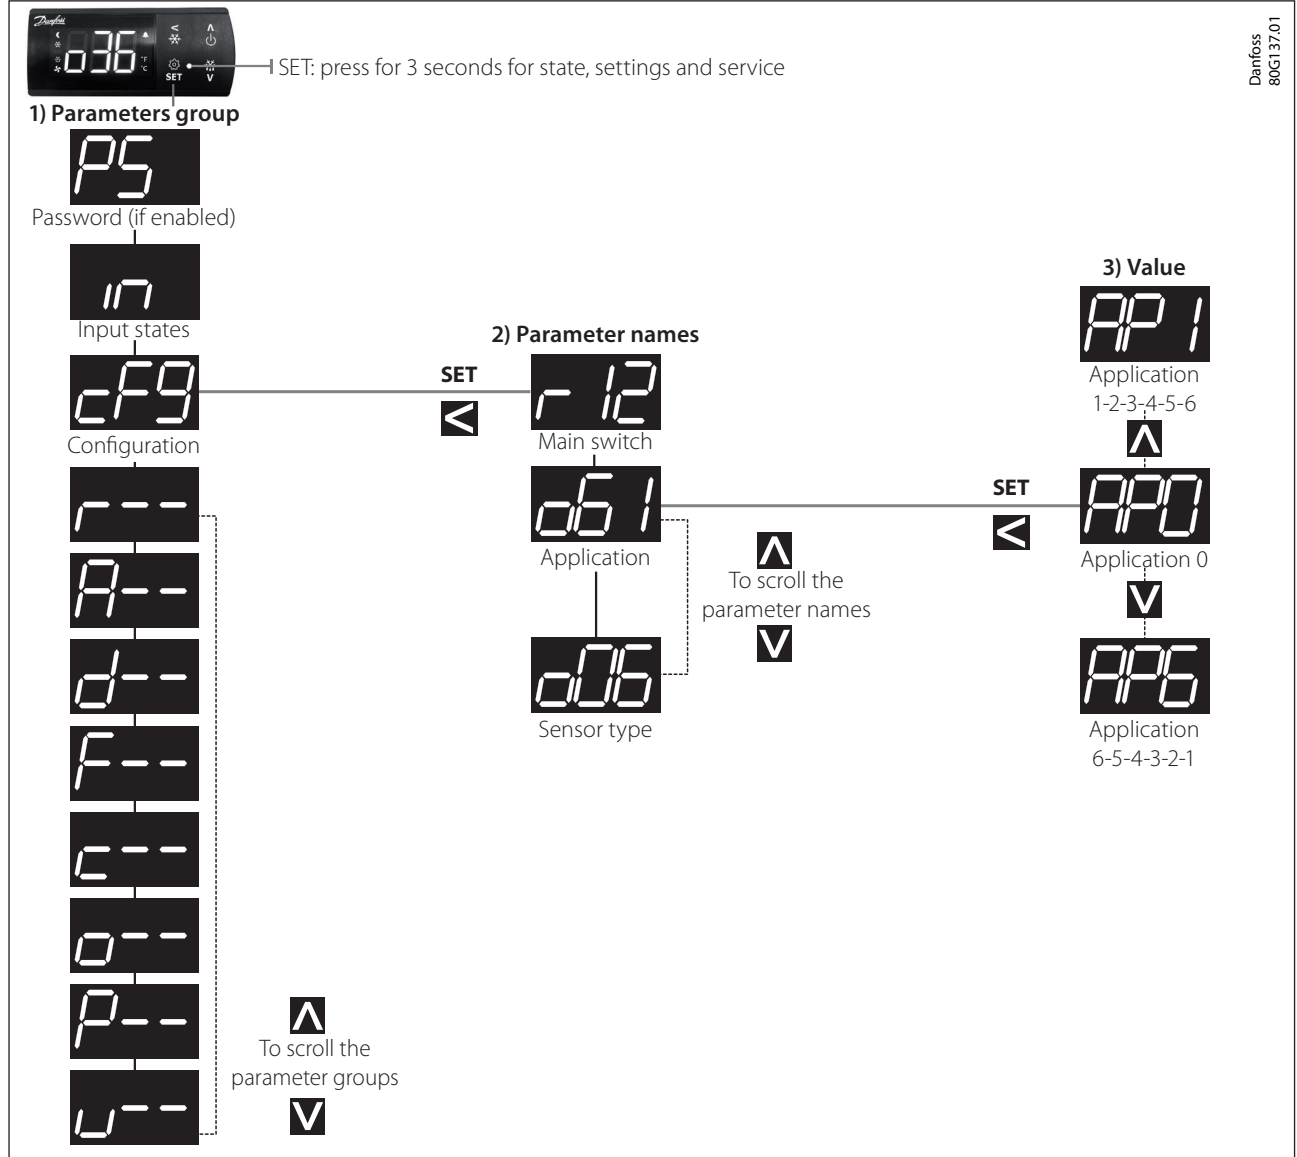 Danfoss
o36
°F
°C
SET
SET: press for 3 seconds for state, settings and service
Danfoss
80G137.01
1) Parameters group
PS
Password (if enabled)
in
Input states
cFg
Configuration
r--
A--
d--
F--
c--
o--
P--
u--
To scroll the
parameter groups
SET
2) Parameter names
r12
Main switch
o61
Application
o06
Sensor type
To scroll the
parameter names
SET
3) Value
AP1
Application
1-2-3-4-5-6
AP0
Application 0
AP6
Application
6-5-4-3-2-1